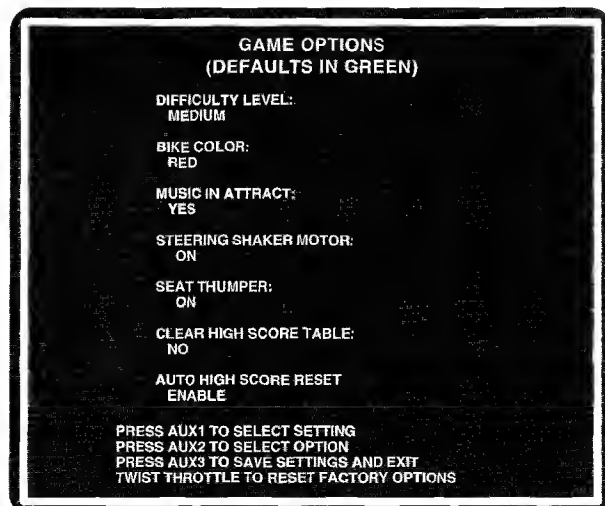 GAME OPTIONS
(DEFAULTS IN GREEN)
DIFFICULTY LEVEL:
MEDIUM
BIKE COLOR:
RED
MUSIC IN ATTRACT:
YES
STEERING SHAKER MOTOR:
ON
SEAT THUMPER:
ON
CLEAR HIGH SCORE TABLE:
NO
AUTO HIGH SCORE RESET
ENABLE
PRESS AUX1 TO SELECT SETTING
PRESS AUX2 TO SELECT OPTION
PRESS AUX3 TO SAVE SETTINGS AND EXIT
TWIST THROTTLE TO RESET FACTORY OPTIONS